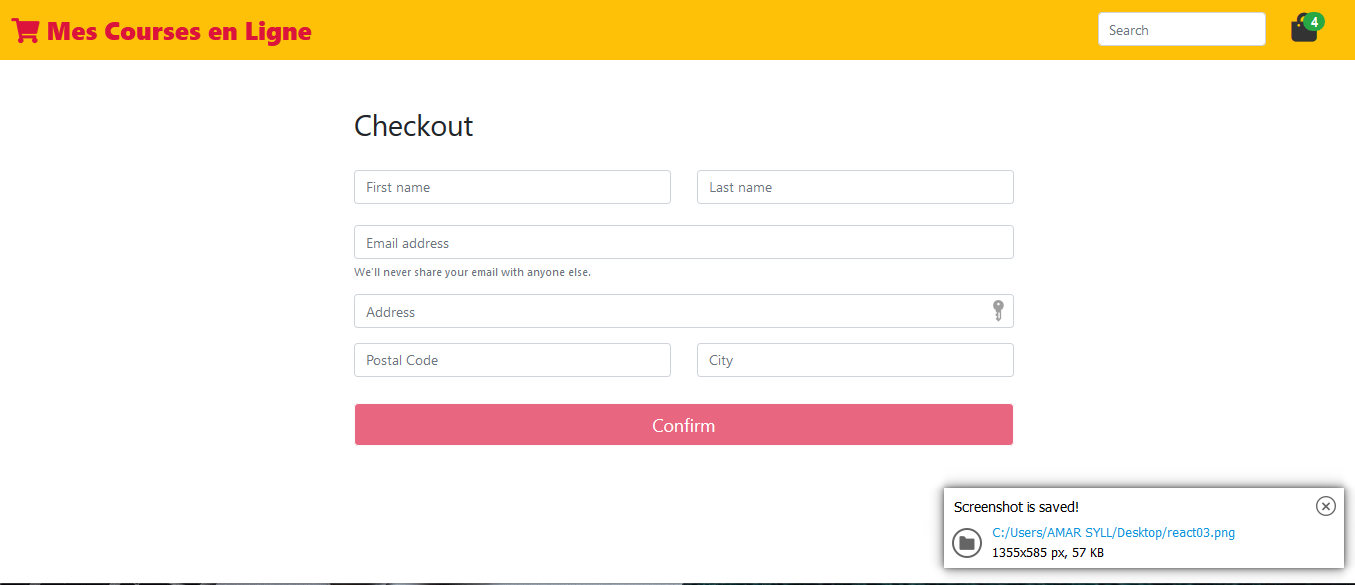 Mes Courses en Ligne
Search
4
Checkout
First name
Last name
Email address
We'll never share your email with anyone else.
Address
Postal Code
City
Confirm
Screenshot is saved!
C:/Users/AMAR SYLL/Desktop/react03.png
1355x585 px, 57 KB